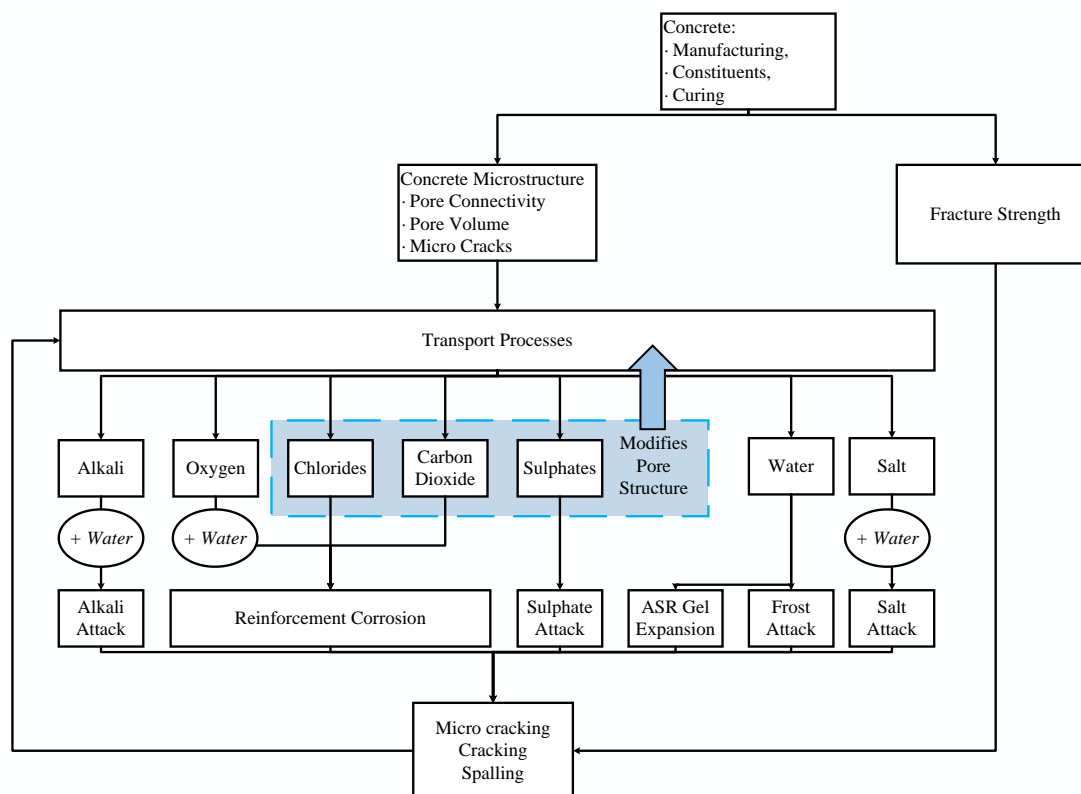 Concrete:
· Manufacturing,
· Constituents,
· Curing
Concrete Microstructure
· Pore Connectivity
· Pore Volume
· Micro Cracks
Fracture Strength
Transport Processes
Alkali
Oxygen
Chlorides
Carbon
Dioxide
Sulphates
Modifies
Pore
Structure
Water
Salt
+ Water
+ Water
+ Water
Alkali
Attack
Reinforcement Corrosion
Sulphate
Attack
ASR Gel
Expansion
Frost
Attack
Salt
Attack
Micro cracking
Cracking
Spalling